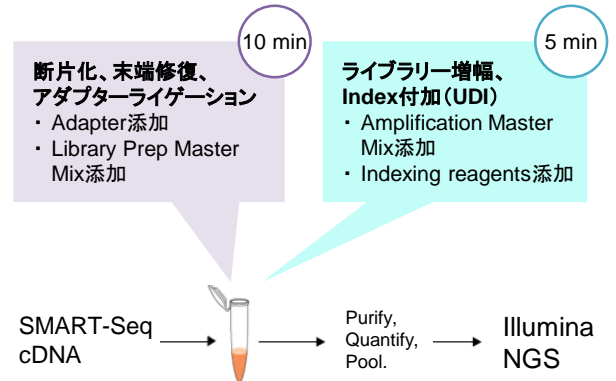 10 min
断片化、末端修復、
アダプターライゲーション
・ Adapter添加
・ Library Prep Master
Mix添加
5 min
ライブラリー増幅、
Index付加（UDI）
・ Amplification Master
Mix添加
・ Indexing reagents添加
SMART-Seq
cDNA
Purify,
Quantify,
Pool.
Illumina
NGS